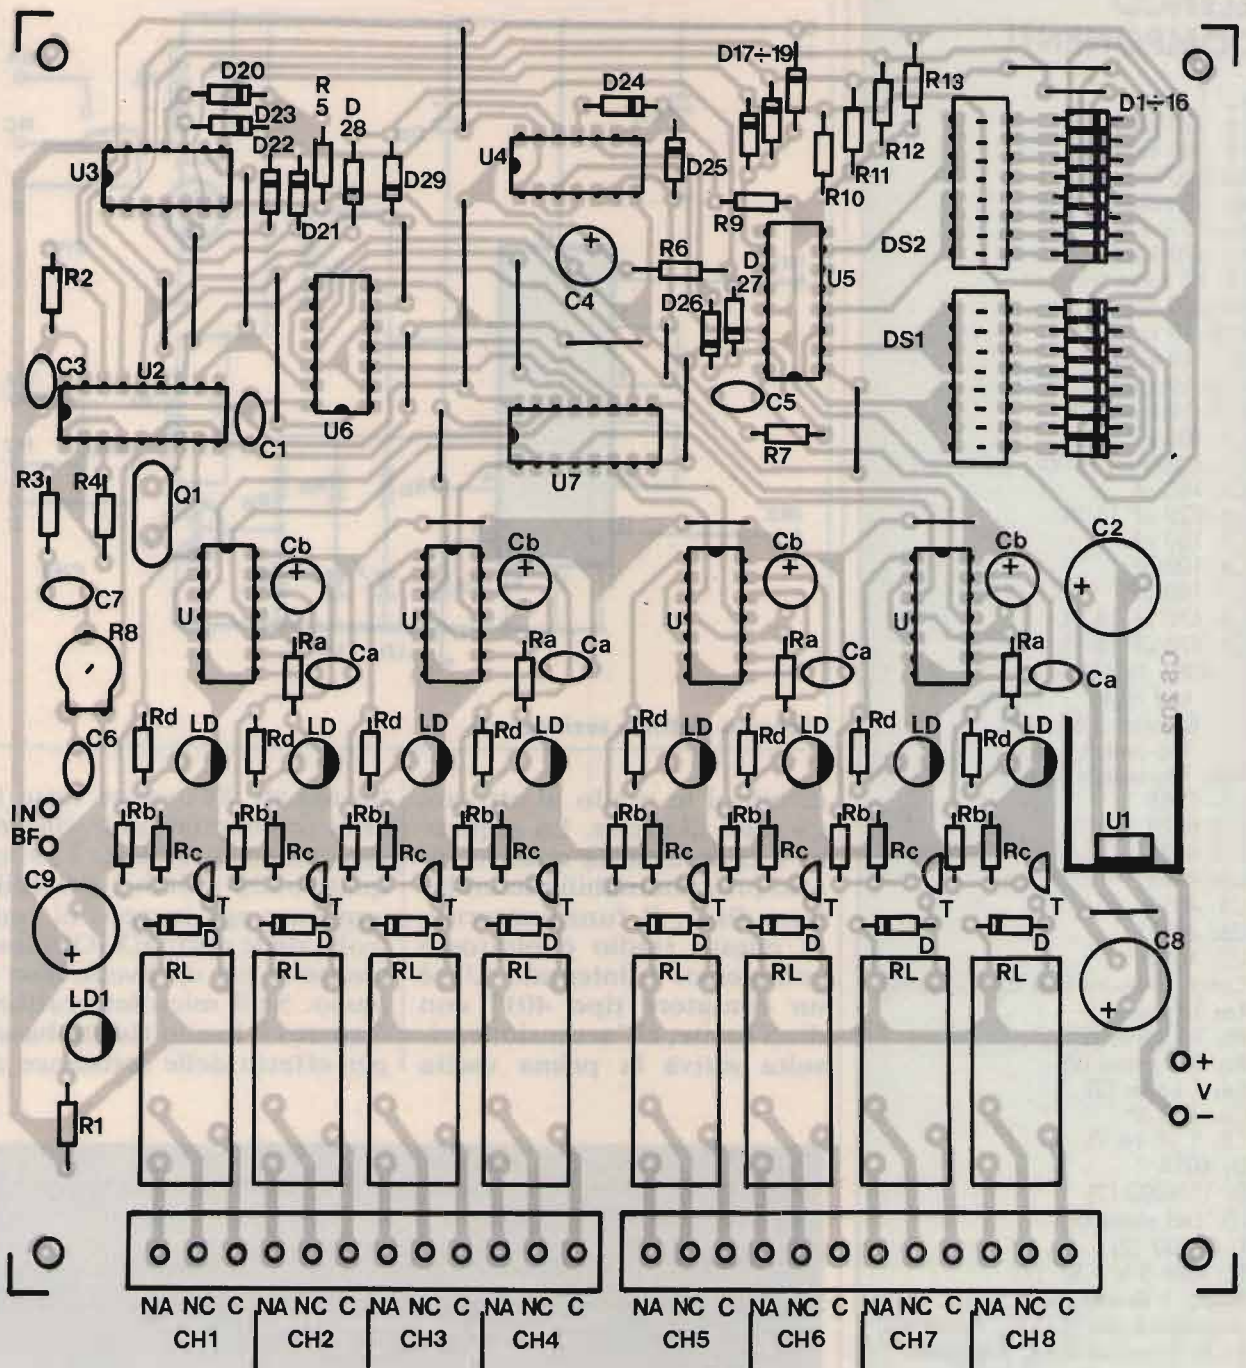 D17÷19
D20
R
5
D
28
D24
R13
D1÷16
D23
D22
U3
U4
D25
R12
D29
R11
R10
D21
R9
DS2
R2
R6
D
27
U5
C4
D26
DS1
C3
U2
C5
C1
U6
R7
U7
R3
R4
Q1
C2
Cb
Cb
Cb
Cb
C7
U
U
U
U
R8
Ra
Ca
Ra
Ca
Ra
Ca
Ra
Ca
C6
Rd
LD
Rd
LD
Rd
LD
Rd
LD
Rd
LD
Rd
LD
Rd
LD
Rd
LD
IN
BF
Rb
Rc
Rb
Rc
Rb
Rc
Rb
Rc
Rb
Rc
Rb
Rc
Rb
Rc
Rb
Rc
U1
C9
T
T
T
T
T
T
T
T
D
D
D
D
D
D
D
D
C8
RL
RL
RL
RL
RL
RL
RL
RL
LD1
+
V
−
R1
NA NC C NA NC C NA NC C NA NC C NA NC C NA NC C NA NC C NA NC C
CH1 CH2 CH3 CH4 CH5 CH6 CH7 CH8